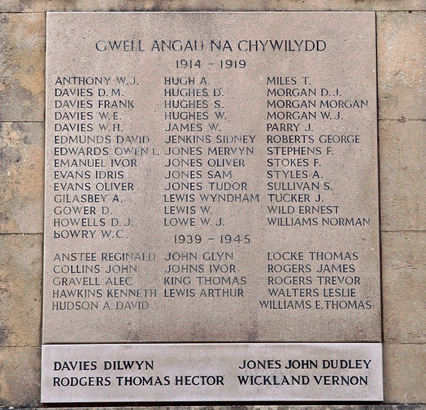 GWELL ANGAU NA CHYWILYDD
1914 - 1919
ANTHONY W. J. HUGH A. MILES T.
DAVIES D. M. HUGHES D. MORGAN D. J.
DAVIES FRANK HUGHES S. MORGAN MORGAN
DAVIES W. E. HUGHES W. MORGAN W. J.
DAVIES W. H. JAMES W. PARRY J.
EDMUNDS DAVID JENKINS SIDNEY ROBERTS GEORGE
EDWARDS OWEN L. JONES MERVYN STEPHENS F.
EMANUEL IVOR JONES OLIVER STOKES F.
EVANS IDRIS JONES SAM STYLES A.
EVANS OLIVER JONES TUDOR SULLIVAN S.
GILASBEY A. LEWIS WYNDHAM TUCKER J.
GOWER D. LEWIS W. WILD ERNEST
HOWELLS D. J. LOWE W. J. WILLIAMS NORMAN
BOWRY W. C.
1939 - 1945
ANSTEE REGINALD JOHN GLYN LOCKE THOMAS
COLLINS JOHN JOHNS IVOR ROGERS JAMES
GRAVELL ALEC KING THOMAS ROGERS TREVOR
HAWKINS KENNETH LEWIS ARTHUR WALTERS LESLIE
HUDSON A. DAVID WILLIAMS E. THOMAS
DAVIES DILWYN JONES JOHN DUDLEY
RODGERS THOMAS HECTOR WICKLAND VERNON